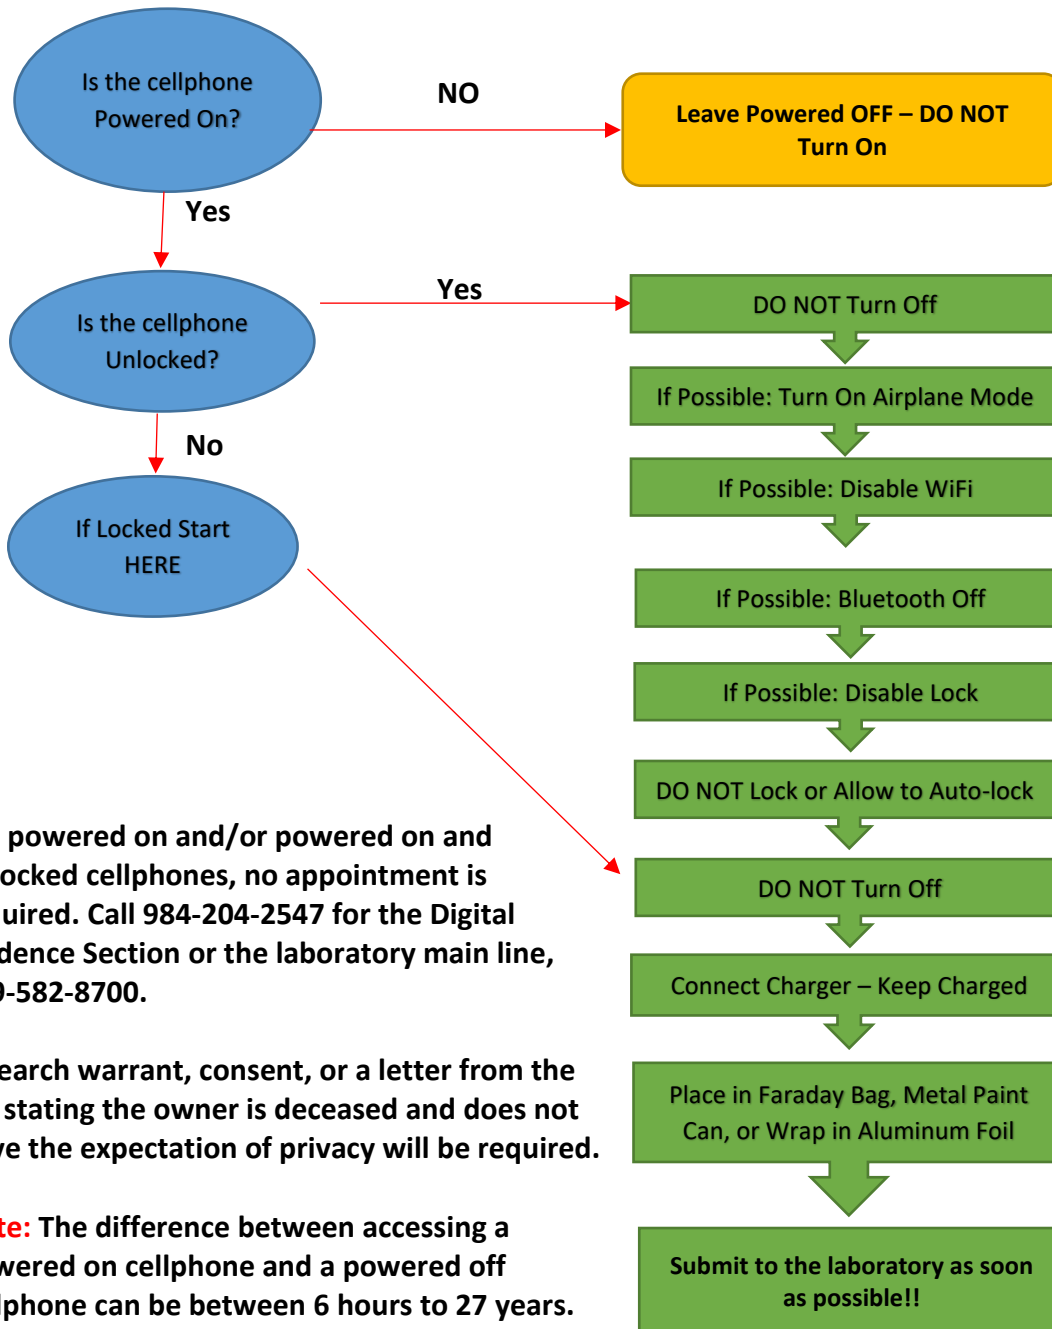 Is the cellphone
Powered On?
NO
Leave Powered OFF – DO NOT
Turn On
Yes
Is the cellphone
Unlocked?
Yes
DO NOT Turn Off
If Possible: Turn On Airplane Mode
No
If Possible: Disable WiFi
If Locked Start
HERE
If Possible: Bluetooth Off
If Possible: Disable Lock
DO NOT Lock or Allow to Auto-lock
DO NOT Turn Off
Connect Charger – Keep Charged
Place in Faraday Bag, Metal Paint
Can, or Wrap in Aluminum Foil
Submit to the laboratory as soon
as possible!!
powered on and/or powered on and
locked cellphones, no appointment is
uired. Call 984-204-2547 for the Digital
dence Section or the laboratory main line,
9-582-8700.
earch warrant, consent, or a letter from the
stating the owner is deceased and does not
ve the expectation of privacy will be required.
te: The difference between accessing a
wered on cellphone and a powered off
llphone can be between 6 hours to 27 years.